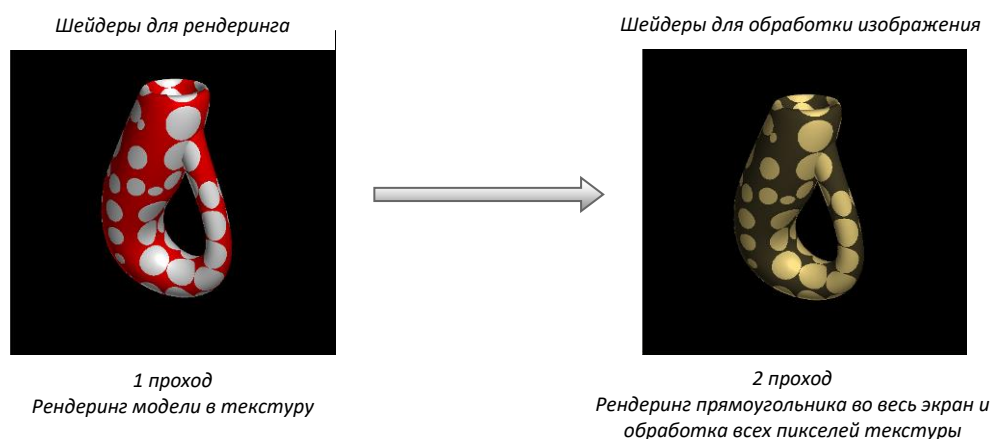 Шейдеры для рендеринга
Шейдеры для обработки изображения
1 проход
Рендеринг модели в текстуру
2 проход
Рендеринг прямоугольника во весь экран и
обработка всех пикселей текстуры